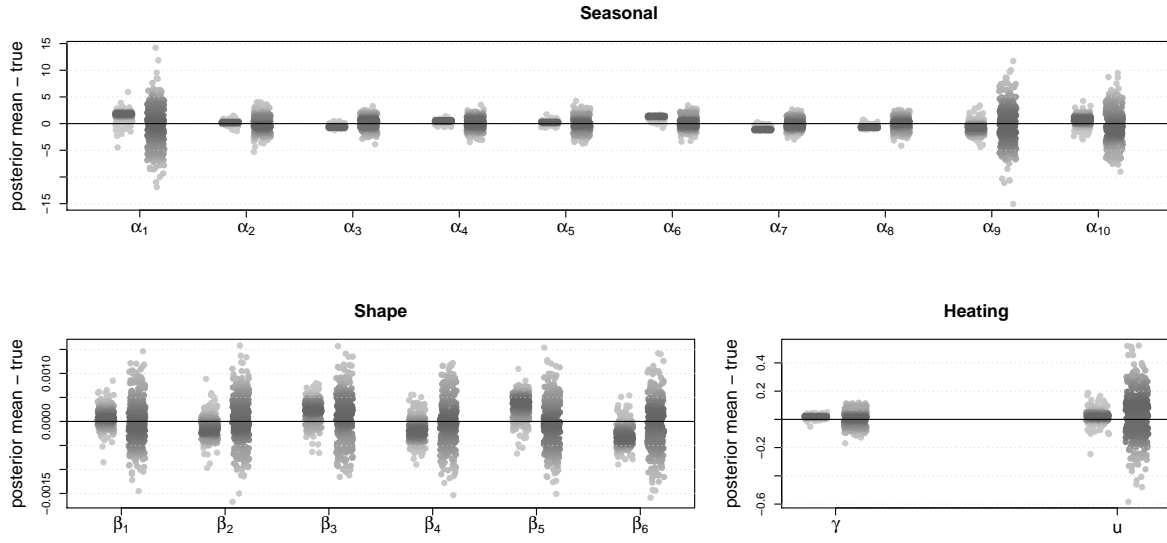 Seasonal
posterior mean − true
15
5
0
−5
−15
α1 α2 α3 α4 α5 α6 α7 α8 α9 α10
Shape
posterior mean − true
0.0010
0.0000
−0.0015
β1 β2 β3 β4 β5 β6
Heating
posterior mean − true
0.4
0.2
−0.2
−0.6
γ u